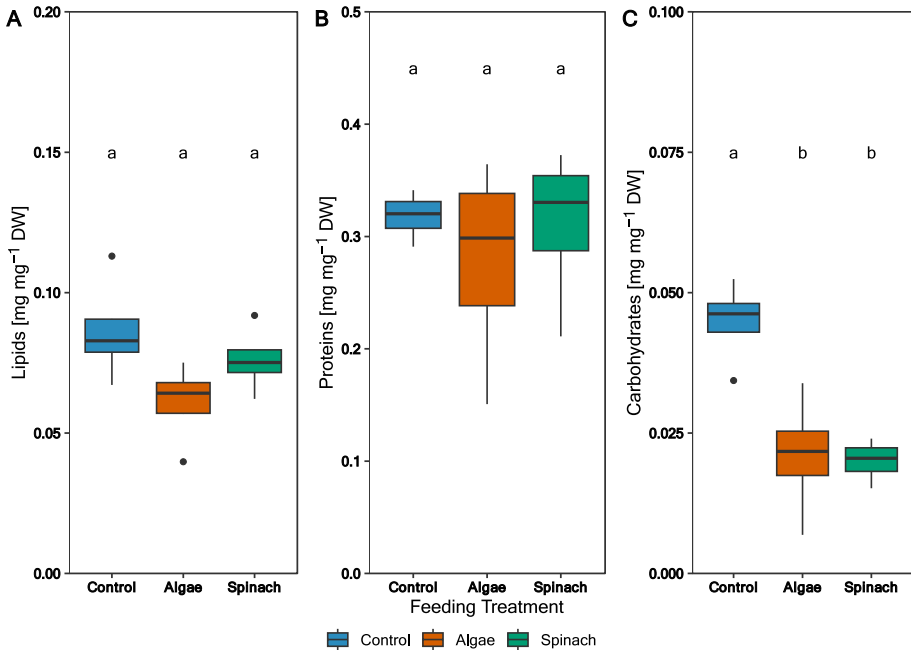 A
Lipids [mg mg⁻¹ DW]
0.20
0.15
0.10
0.05
0.00
a a a
Control Algae Spinach
B
Proteins [mg mg⁻¹ DW]
0.5
0.4
0.3
0.2
0.1
0.0
a a a
Control Algae Spinach
Feeding Treatment
C
Carbohydrates [mg mg⁻¹ DW]
0.100
0.075
0.050
0.025
0.000
a b b
Control Algae Spinach
Control Algae Spinach